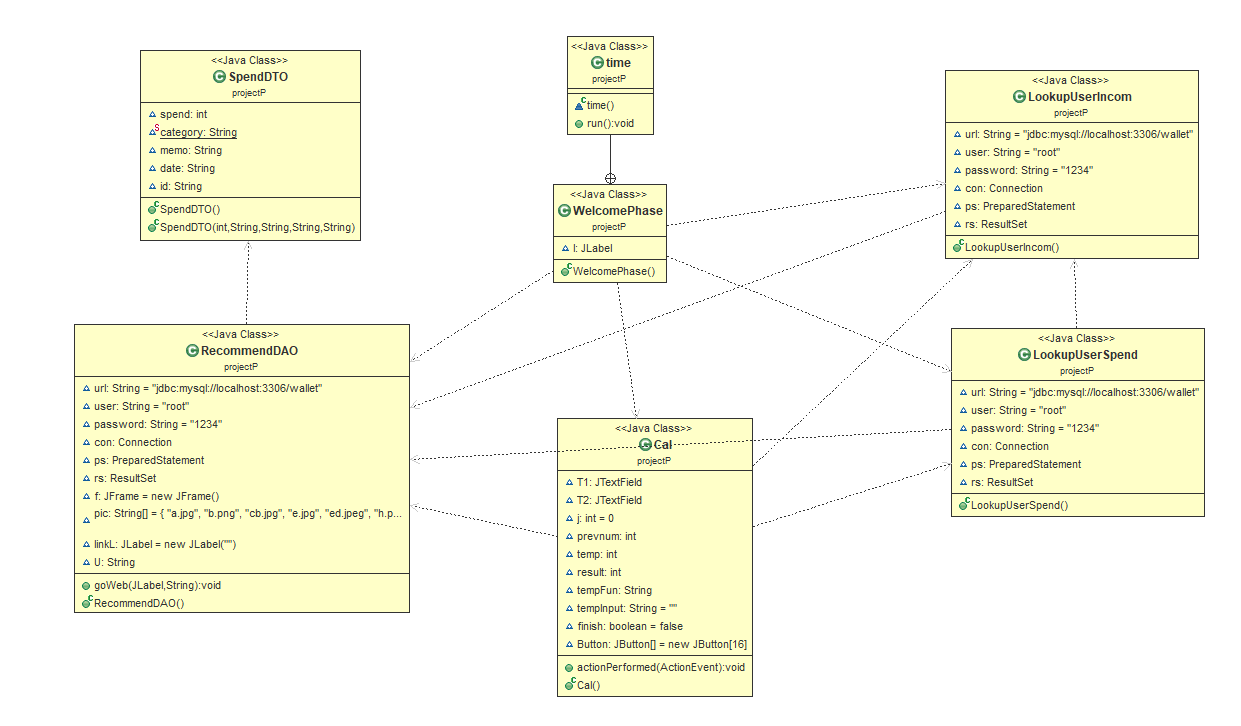 <<Java Class>>
SpendDTO
projectP
spend: int
category: String
memo: String
date: String
id: String
SpendDTO()
SpendDTO(int,String,String,String,String)
<<Java Class>>
time
projectP
time()
run():void
<<Java Class>>
LookupUserIncom
projectP
url: String = "jdbc:mysql://localhost:3306/wallet"
user: String = "root"
password: String = "1234"
con: Connection
ps: PreparedStatement
rs: ResultSet
LookupUserIncom()
<<Java Class>>
WelcomePhase
projectP
l: JLabel
WelcomePhase()
<<Java Class>>
RecommendDAO
projectP
url: String = "jdbc:mysql://localhost:3306/wallet"
user: String = "root"
password: String = "1234"
con: Connection
ps: PreparedStatement
rs: ResultSet
f: JFrame = new JFrame()
pic: String[] = { "a.jpg", "b.png", "cb.jpg", "e.jpg", "ed.jpeg", "h.p...
linkL: JLabel = new JLabel("")
U: String
goWeb(JLabel,String):void
RecommendDAO()
<<Java Class>>
LookupUserSpend
projectP
url: String = "jdbc:mysql://localhost:3306/wallet"
user: String = "root"
password: String = "1234"
con: Connection
ps: PreparedStatement
rs: ResultSet
LookupUserSpend()
<<Java Class>>
Cal
projectP
T1: JTextField
T2: JTextField
j: int = 0
prevnum: int
temp: int
result: int
tempFun: String
tempInput: String = ""
finish: boolean = false
Button: JButton[] = new JButton[16]
actionPerformed(ActionEvent):void
Cal()